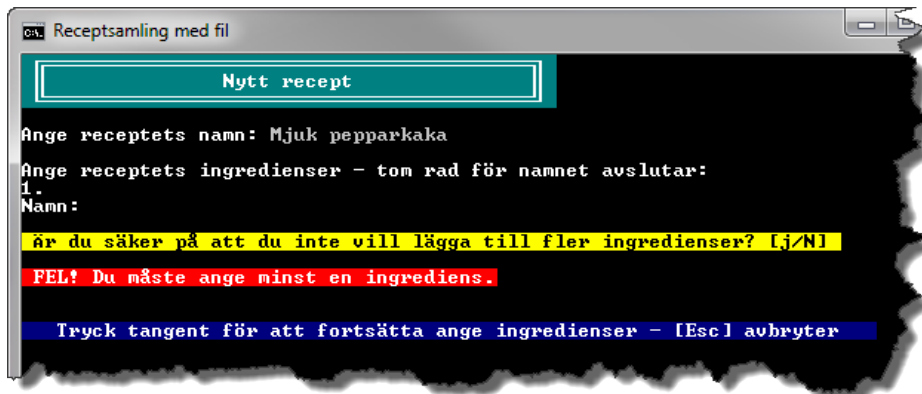 Receptsamling med fil
Nytt recept
Ange receptets namn: Mjuk pepparkaka
Ange receptets ingredienser - tom rad för namnet avslutar:
1.
Namn:
Är du säker på att du inte vill lägga till fler ingredienser? [j/N]
FEL! Du måste ange minst en ingrediens.
Tryck tangent för att fortsätta ange ingredienser - [Esc] avbryter